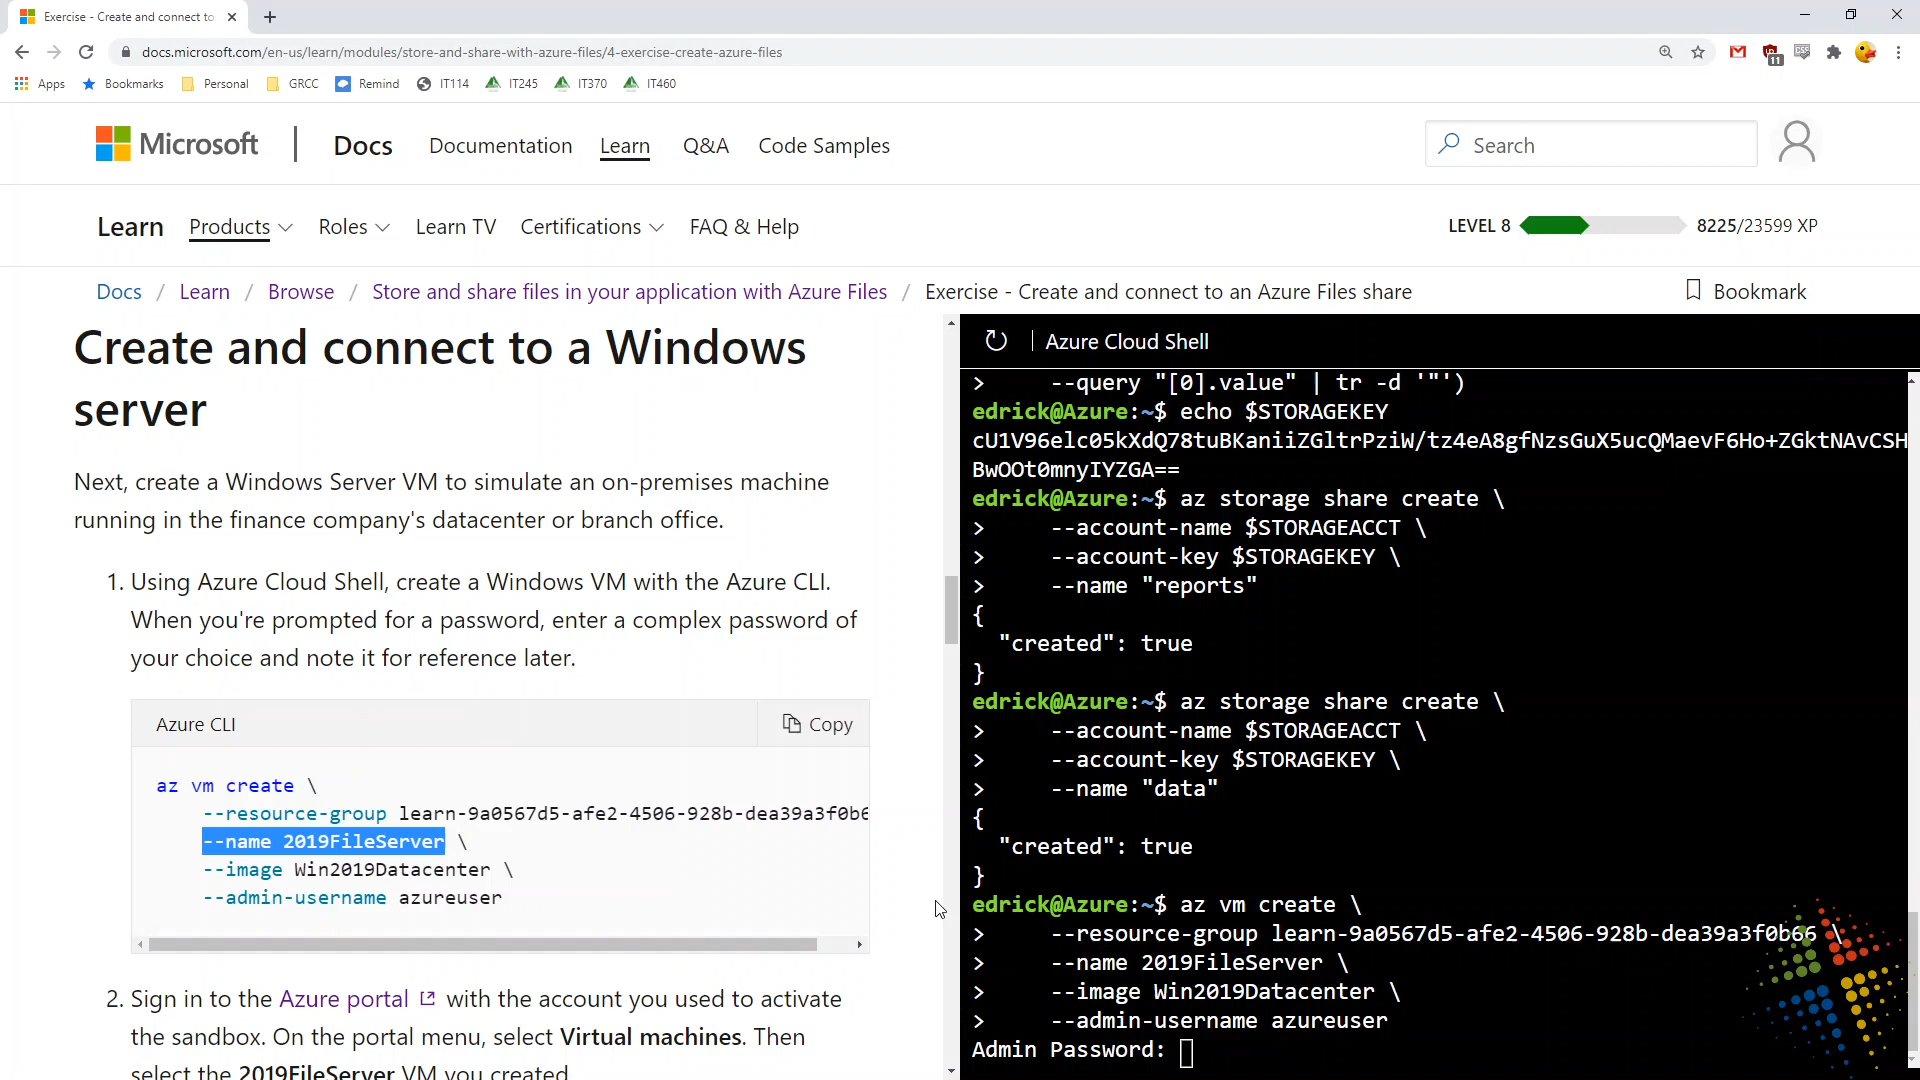 Exercise - Create and connect to
docs.microsoft.com/en-us/learn/modules/store-and-share-with-azure-files/4-exercise-create-azure-files
11
CSS
Apps Bookmarks Personal GRCC Remind IT114 IT245 IT370 IT460
Microsoft Docs Documentation Learn Q&A Code Samples Search
Learn Products Roles Learn TV Certifications FAQ & Help LEVEL 8 8225/23599 XP
Docs / Learn / Browse / Store and share files in your application with Azure Files / Exercise - Create and connect to an Azure Files share Bookmark
Create and connect to a Windows
server
Next, create a Windows Server VM to simulate an on-premises machine
running in the finance company's datacenter or branch office.
1. Using Azure Cloud Shell, create a Windows VM with the Azure CLI.
When you're prompted for a password, enter a complex password of
your choice and note it for reference later.
Azure CLI Copy
az vm create \
--resource-group learn-9a0567d5-afe2-4506-928b-dea39a3f0b6
--name 2019FileServer \
--image Win2019Datacenter \
--admin-username azureuser
2. Sign in to the Azure portal with the account you used to activate
the sandbox. On the portal menu, select Virtual machines. Then
select the 2019FileServer VM you created
Azure Cloud Shell
> --query "[0].value" | tr -d '"')
edrick@Azure:~$ echo $STORAGEKEY
cU1V96elc05kXdQ78tuBKaniiZGltrPziW/tz4eA8gfNzsGuX5ucQMaevF6Ho+ZGktNAvCSH
BwOOt0mnyIYZGA==
edrick@Azure:~$ az storage share create \
> --account-name $STORAGEACCT \
> --account-key $STORAGEKEY \
> --name "reports"
{
"created": true
}
edrick@Azure:~$ az storage share create \
> --account-name $STORAGEACCT \
> --account-key $STORAGEKEY \
> --name "data"
{
"created": true
}
edrick@Azure:~$ az vm create \
> --resource-group learn-9a0567d5-afe2-4506-928b-dea39a3f0b66 \
> --name 2019FileServer \
> --image Win2019Datacenter \
> --admin-username azureuser
Admin Password: